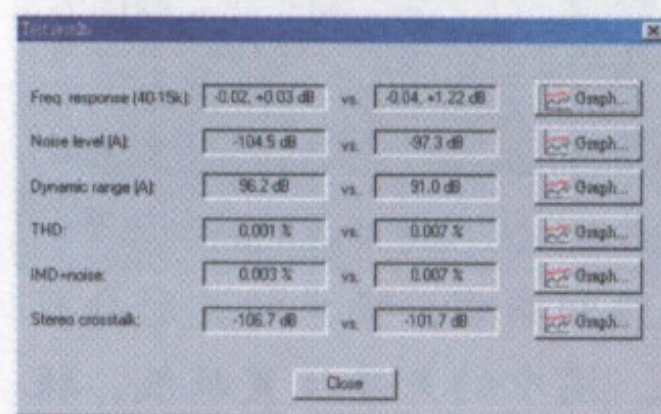 Test results
Freq. response (40-15k): -0.02, +0.03 dB vs. -0.04, +1.22 dB Graph...
Noise level (A): -104.5 dB vs. -97.3 dB Graph...
Dynamic range (A): 96.2 dB vs. 91.0 dB Graph...
THD: 0.001 % vs. 0.007 % Graph...
IMD+noise: 0.003 % vs. 0.007 % Graph...
Stereo crosstalk: -106.7 dB vs. -101.7 dB Graph...
Close